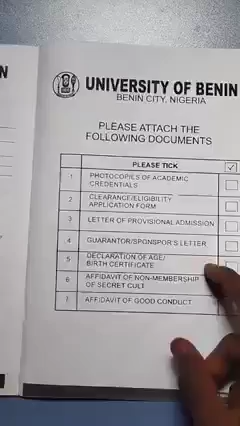 N
UNIVERSITY OF BENIN
BENIN CITY, NIGERIA
PLEASE ATTACH THE
FOLLOWING DOCUMENTS
PLEASE TICK
1 PHOTOCOPIES OF ACADEMIC
CREDENTIALS
2 CLEARANCE/ELIGIBILITY
APPLICATION FORM
3 LETTER OF PROVISIONAL ADMISSION
4 GUARANTOR/SPONSPOR'S LETTER
5 DECLARATION OF AGE/
BIRTH CERTIFICATE
6 AFFIDAVIT OF NON-MEMBERSHIP
OF SECRET CULT
7 AFFIDAVIT OF GOOD CONDUCT